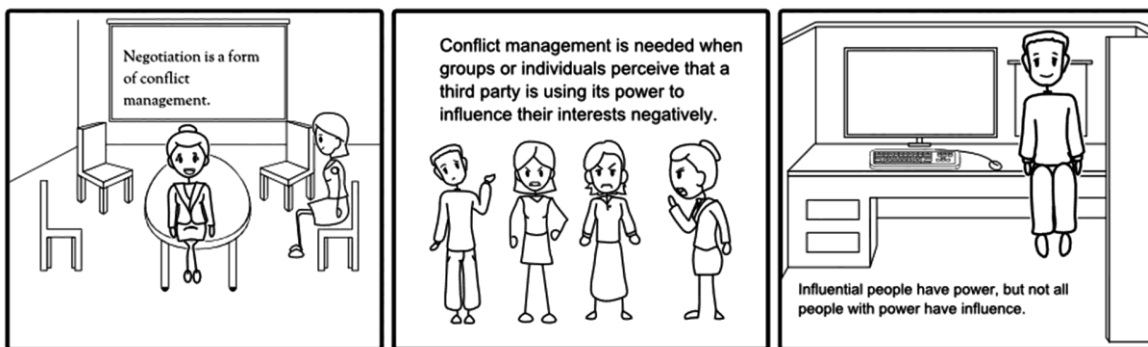 Negotiation is a form
of conflict
management.
Conflict management is needed when
groups or individuals perceive that a
third party is using its power to
influence their interests negatively.
Influential people have power, but not all
people with power have influence.